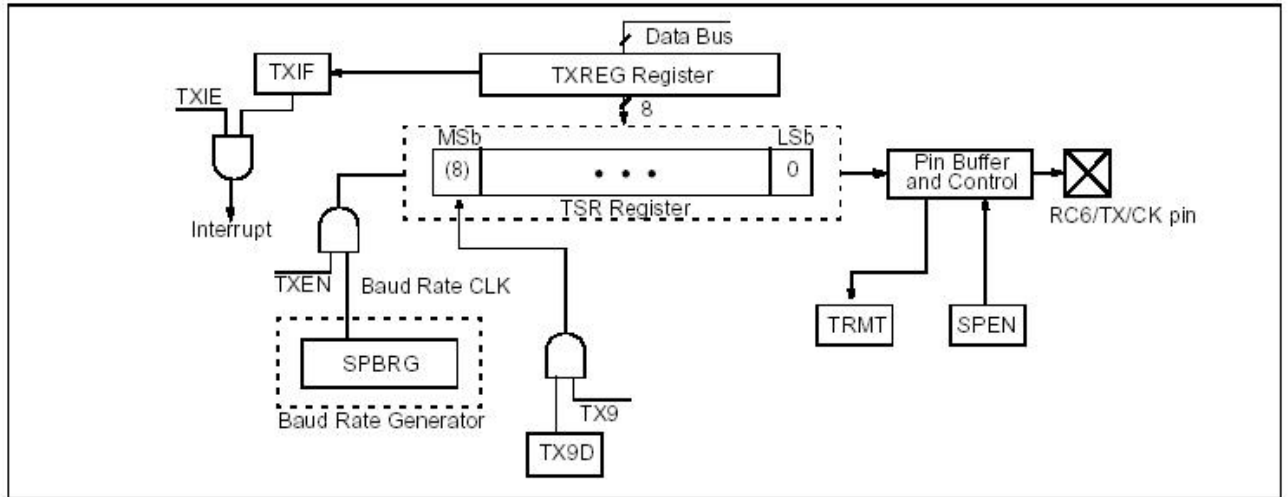 Data Bus
TXIF
TXREG Register
TXIE
8
MSb
LSb
(8)
• • •
0
Pin Buffer
and Control
TSR Register
Interrupt
RC6/TX/CK pin
TXEN
Baud Rate CLK
TRMT
SPEN
SPBRG
TX9
Baud Rate Generator
TX9D